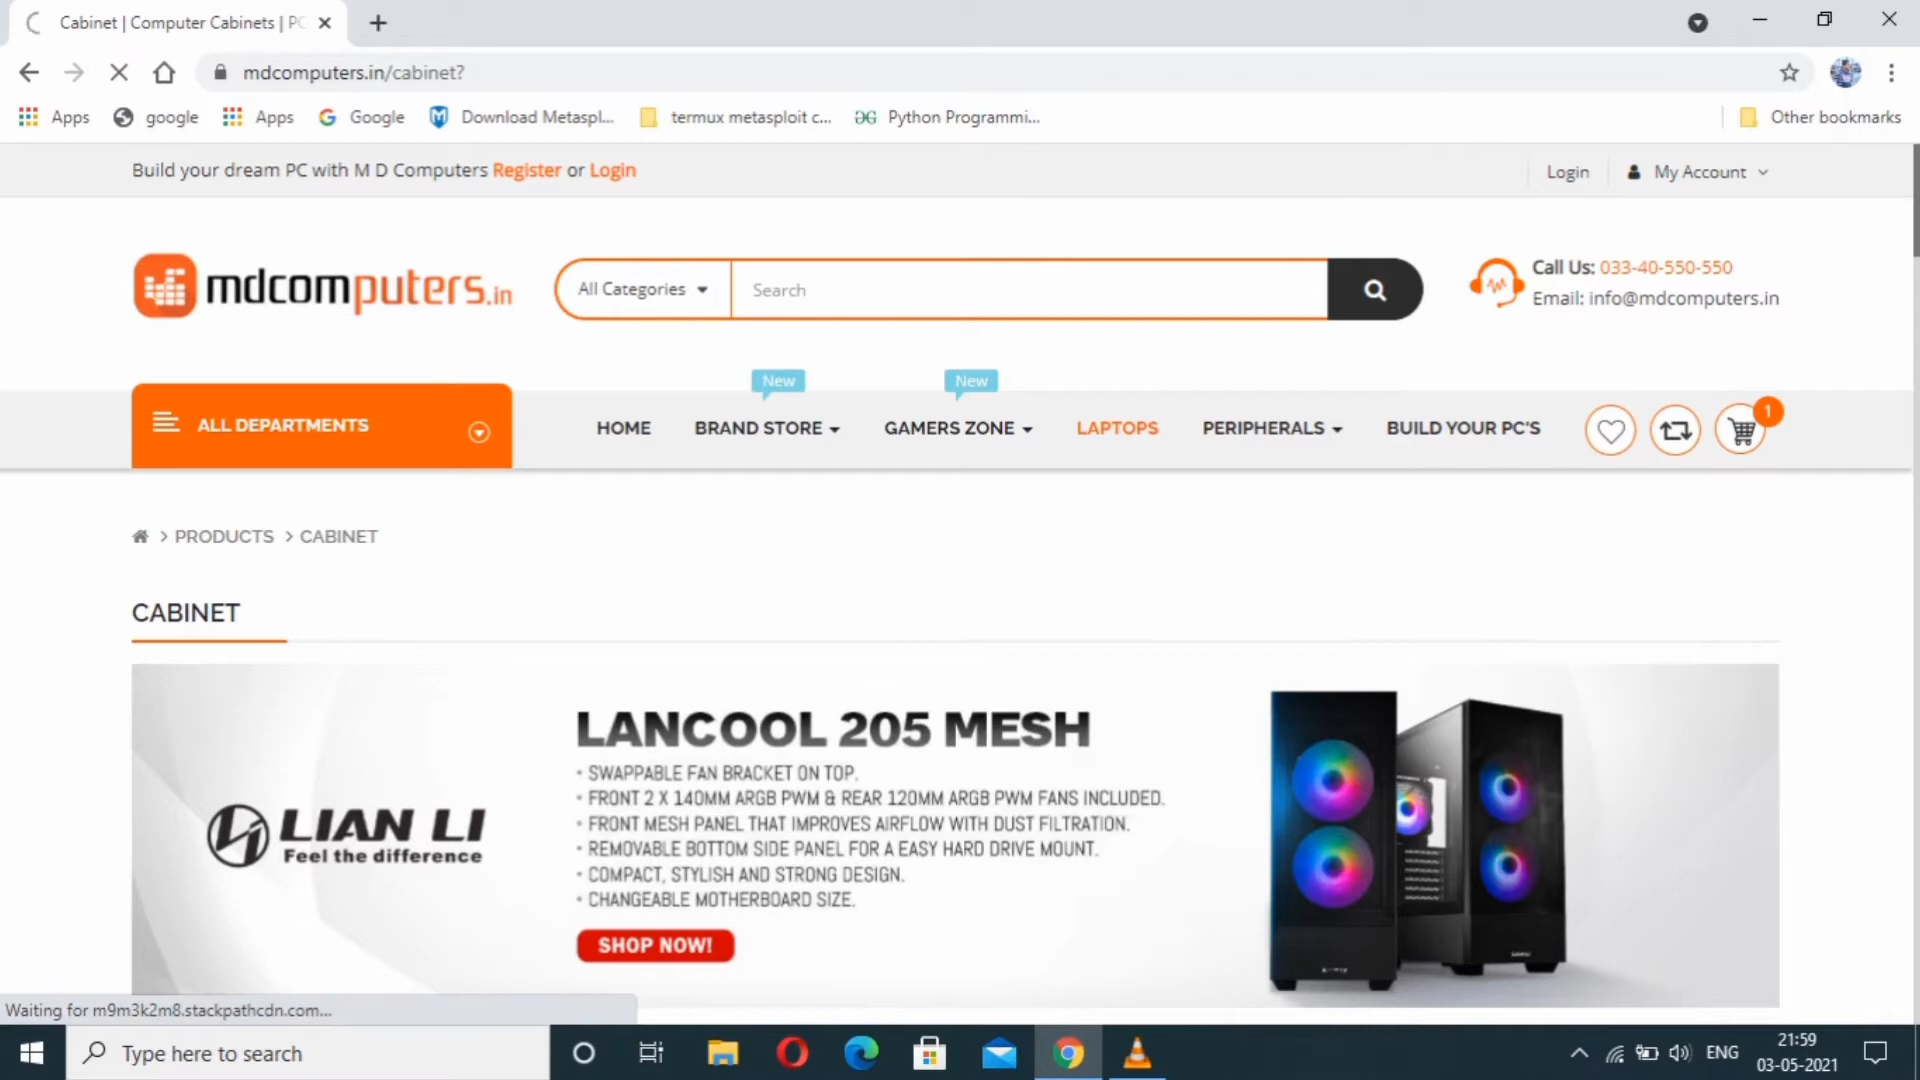 Cabinet | Computer Cabinets | PC
mdcomputers.in/cabinet?
Apps google Apps Google Download Metaspl... termux metasploit c... Python Programmi... Other bookmarks
Build your dream PC with M D Computers Register or Login
Login My Account
mdcomputers.in
All Categories Search
Call Us: 033-40-550-550
Email: info@mdcomputers.in
New New
1
ALL DEPARTMENTS
HOME BRAND STORE GAMERS ZONE LAPTOPS PERIPHERALS BUILD YOUR PC'S
> PRODUCTS > CABINET
CABINET
LIAN LI
Feel the difference
LANCOOL 205 MESH
• SWAPPABLE FAN BRACKET ON TOP.
• FRONT 2 X 140MM ARGB PWM & REAR 120MM ARGB PWM FANS INCLUDED.
• FRONT MESH PANEL THAT IMPROVES AIRFLOW WITH DUST FILTRATION.
• REMOVABLE BOTTOM SIDE PANEL FOR A EASY HARD DRIVE MOUNT.
• COMPACT, STYLISH AND STRONG DESIGN.
• CHANGEABLE MOTHERBOARD SIZE.
SHOP NOW!
Waiting for m9m3k2m8.stackpathcdn.com...
Type here to search
ENG
21:59
03-05-2021